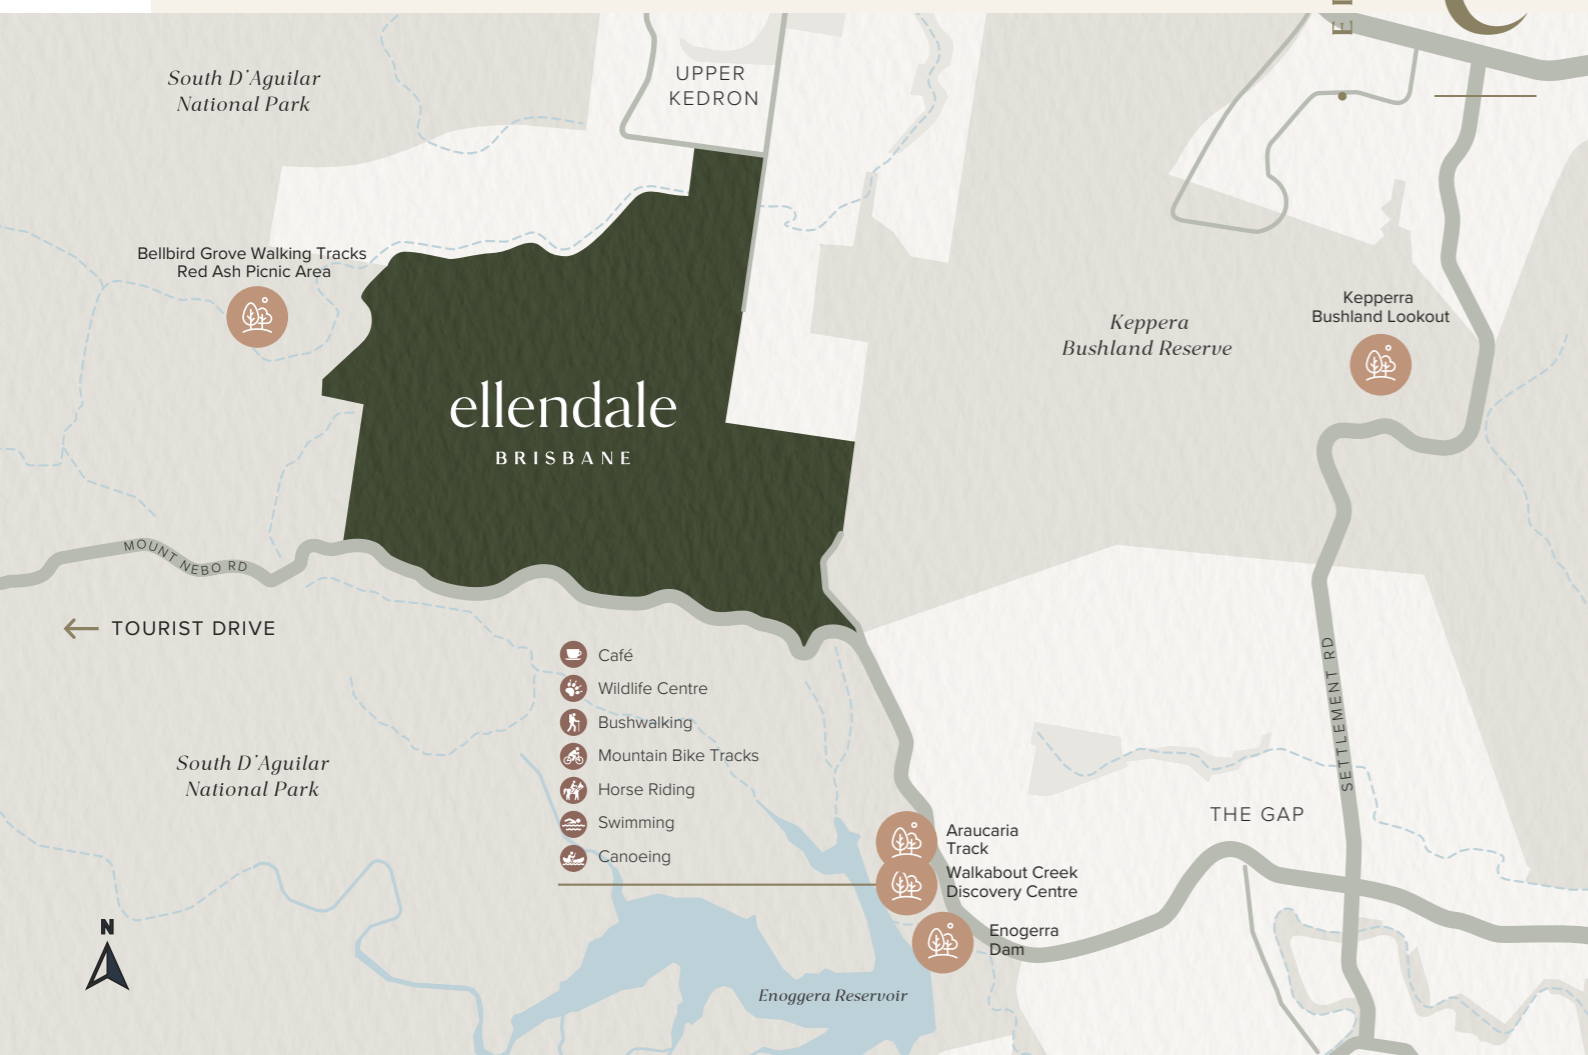 E
South D'Aguilar
National Park
UPPER
KEDRON
Bellbird Grove Walking Tracks
Red Ash Picnic Area
Keppera
Bushland Reserve
Kepperra
Bushland Lookout
ellendale
BRISBANE
MOUNT NEBO RD
TOURIST DRIVE
Café
Wildlife Centre
Bushwalking
Mountain Bike Tracks
Horse Riding
Swimming
Canoeing
SETTLEMENT RD
South D'Aguilar
National Park
THE GAP
Araucaria
Track
Walkabout Creek
Discovery Centre
Enogerra
Dam
N
Enoggera Reservoir